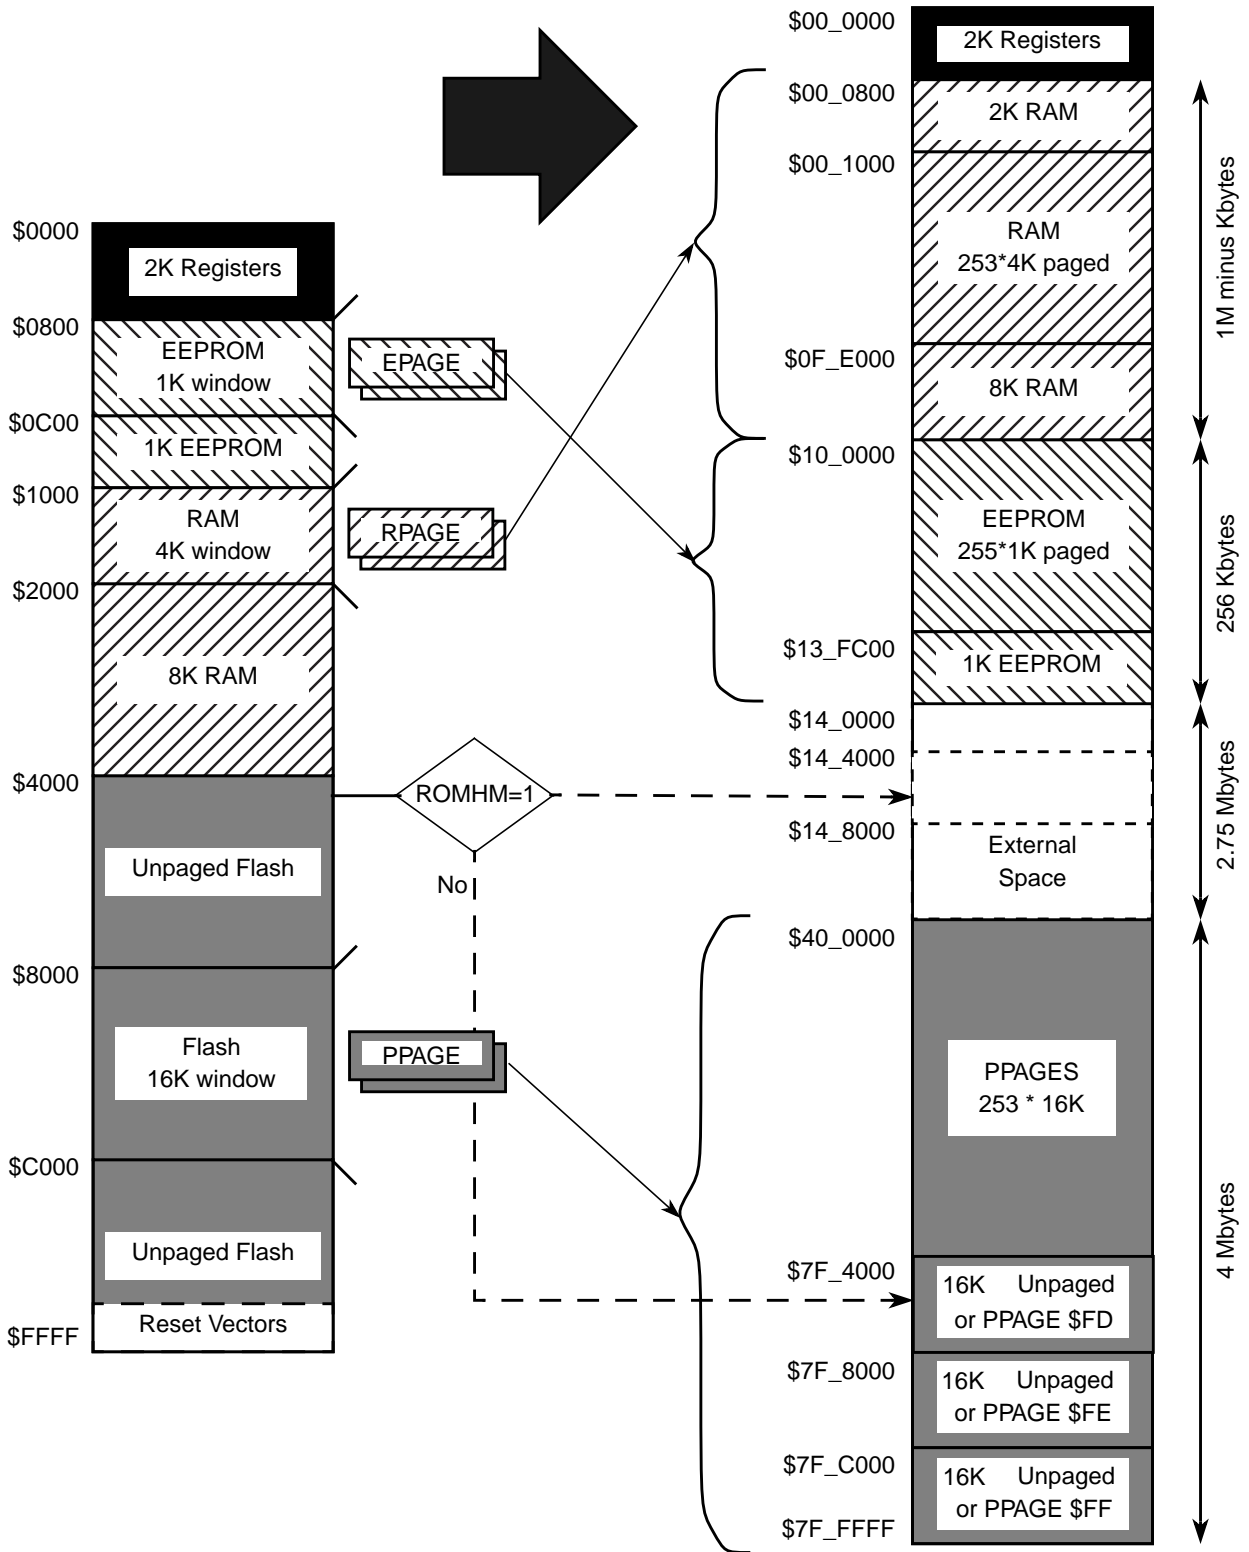 $0000
2K Registers
$0800
EEPROM
1K window
$0C00
1K EEPROM
$1000
RAM
4K window
$2000
8K RAM
$4000
Unpaged Flash
$8000
Flash
16K window
$C000
Unpaged Flash
Reset Vectors
$FFFF
EPAGE
RPAGE
ROMHM=1
No
PPAGE
$00_0000
2K Registers
$00_0800
2K RAM
$00_1000
RAM
253*4K paged
$0F_E000
8K RAM
$10_0000
EEPROM
255*1K paged
$13_FC00
1K EEPROM
$14_0000
$14_4000
$14_8000
External
Space
$40_0000
PPAGES
253 * 16K
$7F_4000
16K Unpaged
or PPAGE $FD
$7F_8000
16K Unpaged
or PPAGE $FE
$7F_C000
16K Unpaged
or PPAGE $FF
$7F_FFFF
1M minus Kbytes
256 Kbytes
2.75 Mbytes
4 Mbytes